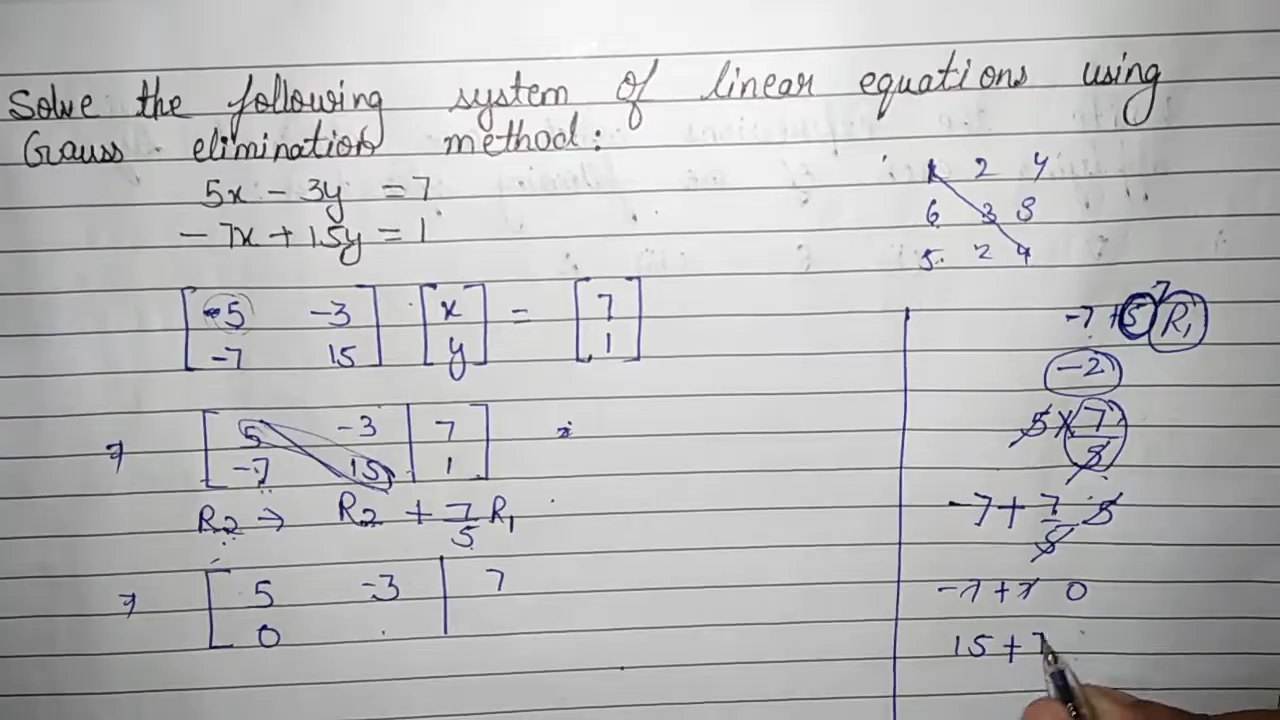 Solve the following system of linear equations using
Gauss elimination method:
5x - 3y = 7
- 7x + 15y = 1
1 2 4
6 3 8
5 2 4
[5 -3] [x] = [7]
[-7 15] [y] [1]
⇒ [5 -3 | 7]
[-7 15 | 1]
R2 → R2 + 7/5 R1
⇒ [5 -3 | 7
[0
-7 + 5 R1
-2
5 x 7/5
-7 + 7/5 5
-7 + 7 0
15 +